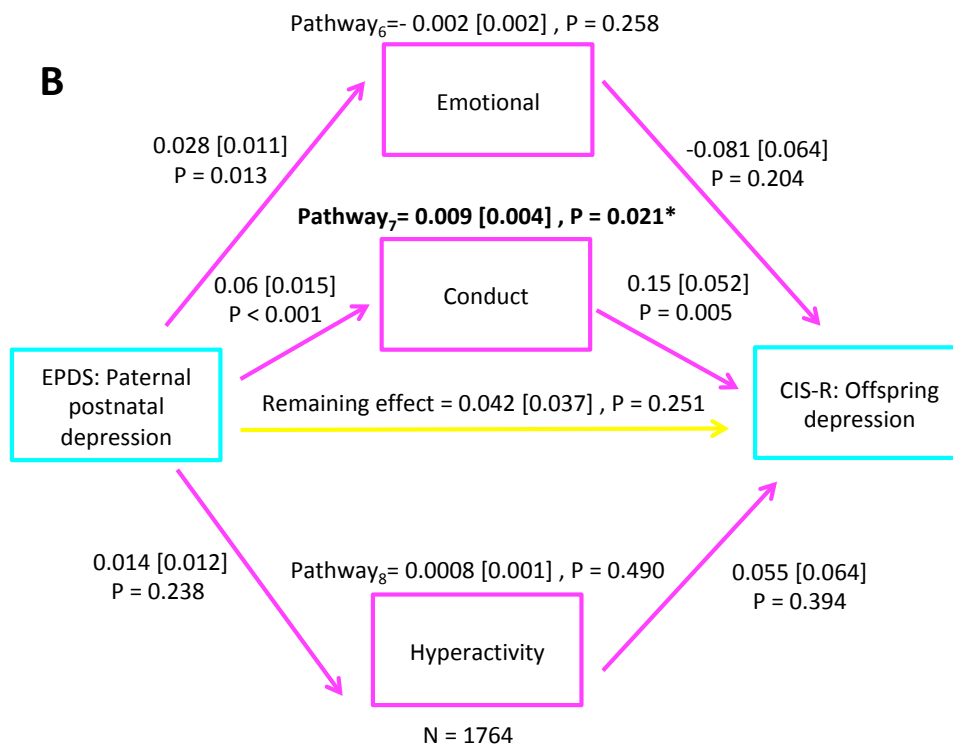 Pathway₆=- 0.002 [0.002] , P = 0.258
B
Emotional
0.028 [0.011]
P = 0.013
-0.081 [0.064]
P = 0.204
Pathway₇= 0.009 [0.004] , P = 0.021*
0.06 [0.015]
P < 0.001
Conduct
0.15 [0.052]
P = 0.005
EPDS: Paternal
postnatal
depression
Remaining effect = 0.042 [0.037] , P = 0.251
CIS-R: Offspring
depression
0.014 [0.012]
P = 0.238
Pathway₈= 0.0008 [0.001] , P = 0.490
0.055 [0.064]
P = 0.394
Hyperactivity
N = 1764